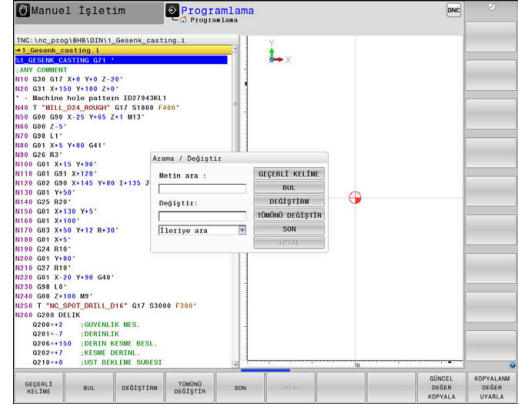 Manuel İşletim
Programlama
Programlama
DNC
TNC:\nc_prog\BHB\DIN\1_Gesenk_casting.i
→1_Gesenk_casting.i
%1_GESENK_CASTING G71 *
;ANY COMMENT
N10 G30 G17 X+0 Y+0 Z-20*
N20 G31 X+150 Y+100 Z+0*
* - Machine hole pattern ID27943KL1
N40 T "MILL_D24_ROUGH" G17 S1800 F400*
N50 G00 G90 X-25 Y+65 Z+1 M13*
N60 G00 Z-5*
N70 G98 L1*
N80 G01 X+5 Y+80 G41*
N90 G26 R3*
N100 G01 X+15 Y+90*
N110 G01 G91 X+120*
N120 G02 G90 X+145 Y+80 I+135 J
N130 G01 Y+50*
N140 G25 R20*
N150 G01 X+130 Y+5*
N160 G01 X+100*
N170 G03 X+50 Y+12 R+30*
N180 G01 X+5*
N190 G24 R10*
N200 G01 Y+80*
N210 G27 R10*
N220 G01 X-20 Y+90 G40*
N230 G98 L0*
N240 G00 Z+100 M9*
N250 T "NC_SPOT_DRILL_D16" G17 S3000 F300*
N260 G200 DELIK
Q200=+2 ;GUVENLIK MES.
Q201=-7 ;DERINLIK
Q206=+150 ;DERIN KESME BESL.
Q202=+7 ;KESME DERINL.
Q210=+0 ;UST BEKLEME SURESI
Y
X
Arama / Değiştir
Metin ara :
Değiştir:
İleriye ara
GEÇERLİ KELİME
BUL
DEĞİŞTİRM
TÜMÜNÜ DEĞİŞTİR
SON
İPTAL
0
GEÇERLİ KELİME
BUL
DEĞİŞTİRM
TÜMÜNÜ DEĞİŞTİR
SON
İPTAL
GÜNCEL DEĞER KOPYALA
KOPYALANM DEĞER UYARLA